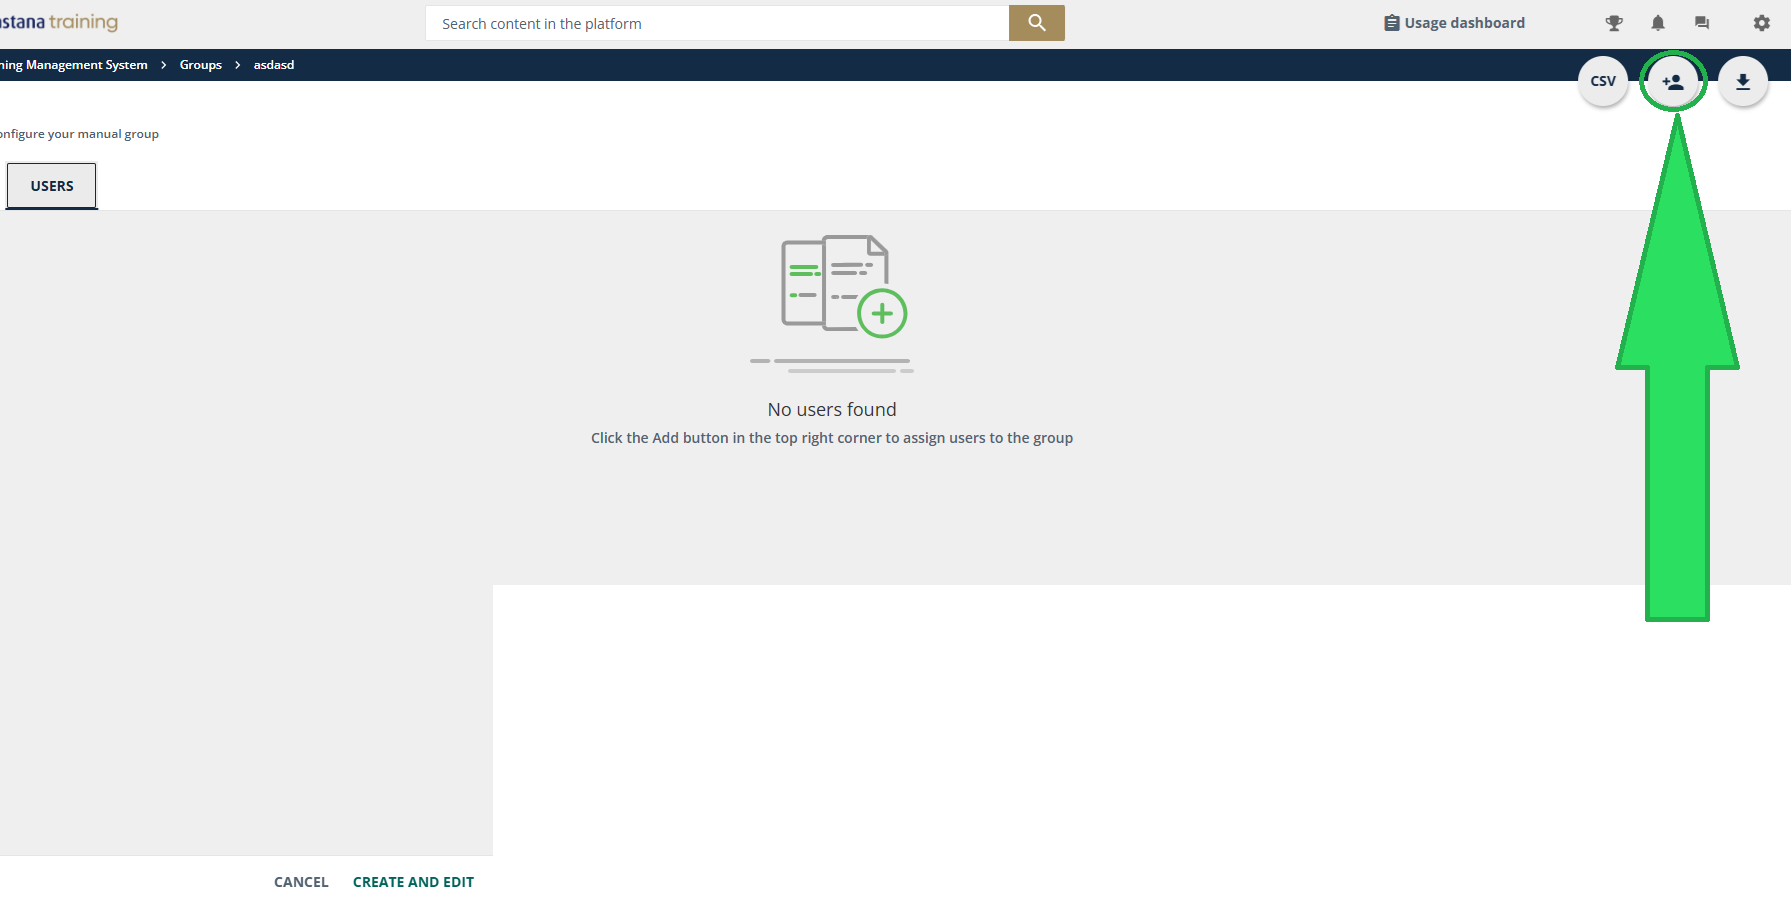 stana training
Search content in the platform
Usage dashboard
ning Management System > Groups > asdasd
CSV
onfigure your manual group
USERS
No users found
Click the Add button in the top right corner to assign users to the group
CANCEL
CREATE AND EDIT